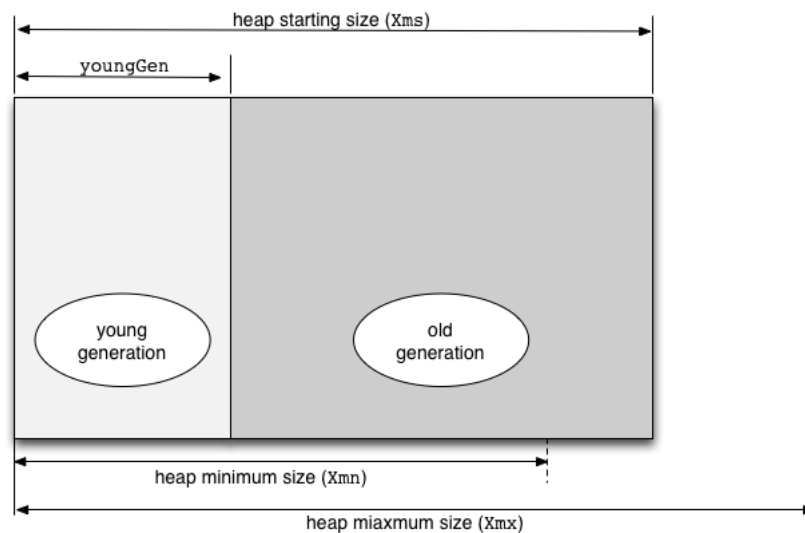 heap starting size (Xms)
youngGen
young
generation
old
generation
heap minimum size (Xmn)
heap miaxmum size (Xmx)